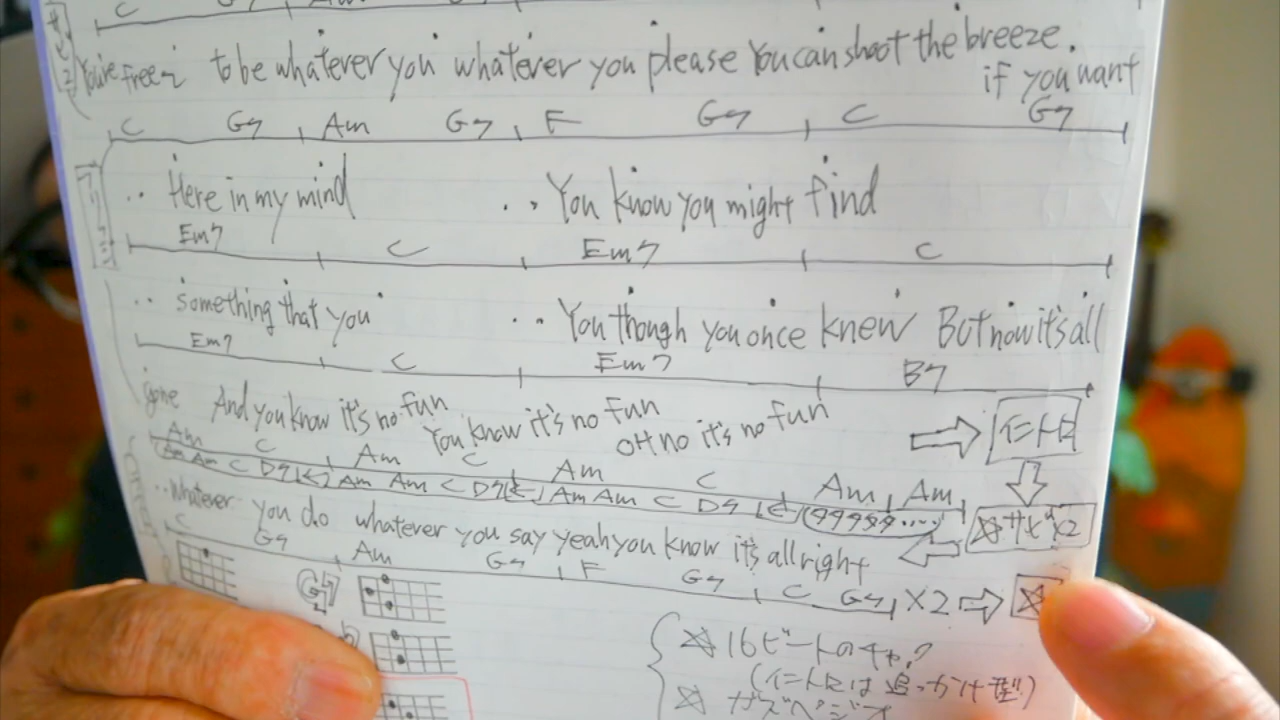 C G7 Am
You're free to be whatever you whatever you please You can shoot the breeze.
if you want
C G7 Am G7 F G7 C G7
‥ Here in my mind ‥ You know you might find
Em7 C Em7 C
‥ something that you ‥ You though you once knew But now it's all
Em7 C Em7 B7
gone And you know it's no fun You know it's no fun OH no it's no fun
イントロ
Am C Am C Am C Am Am
Am Am C D7 Am Am C D7 Am Am C D7
‥Whatever you do whatever you say yeah you know it's all right
サビ×2
C G7 Am G7 F G7 C G7 ×2
G7
☆ 16ビートのチャ?
(イントロは追っかけ型)
☆